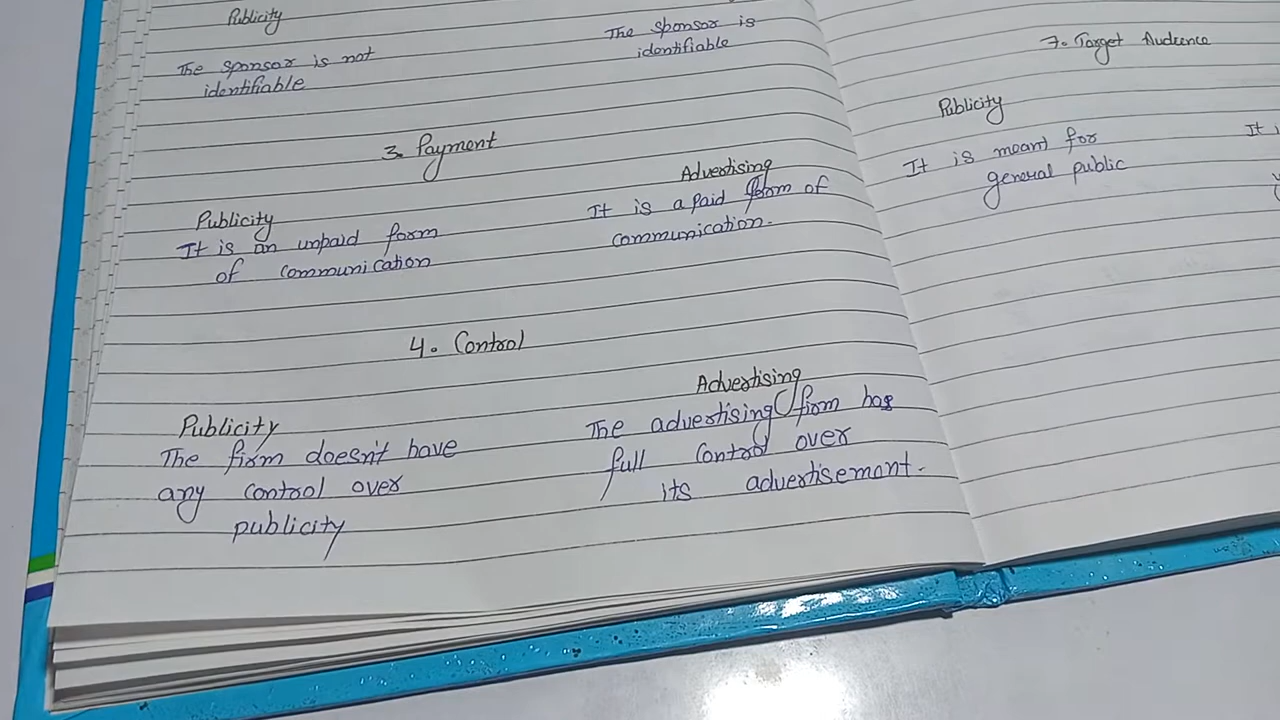 Publicity
The sponsor is not
identifiable
The sponsor is
identifiable
3. Payment
Publicity
It is an unpaid form
of communication
Advertising
It is a paid form of
communication.
4. Control
Publicity
The firm doesn't have
any control over
publicity
Advertising
The advertising firm has
full control over
its advertisement.
7. Target Audience
Publicity
It is meant for
general public
It